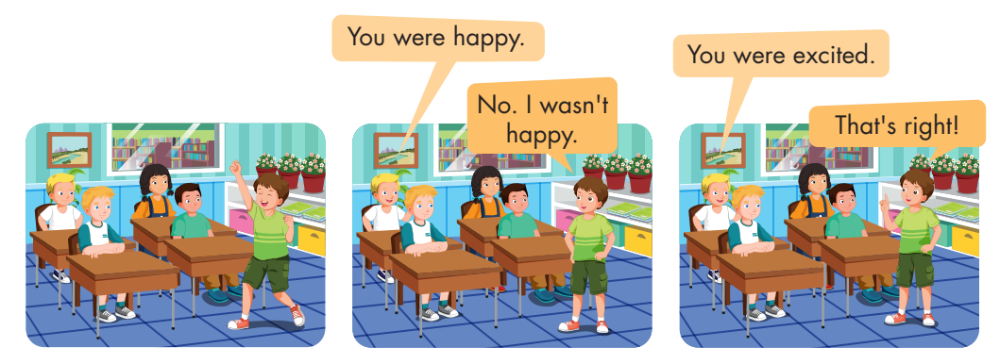 You were happy.
No. I wasn't
happy.
You were excited.
That's right!